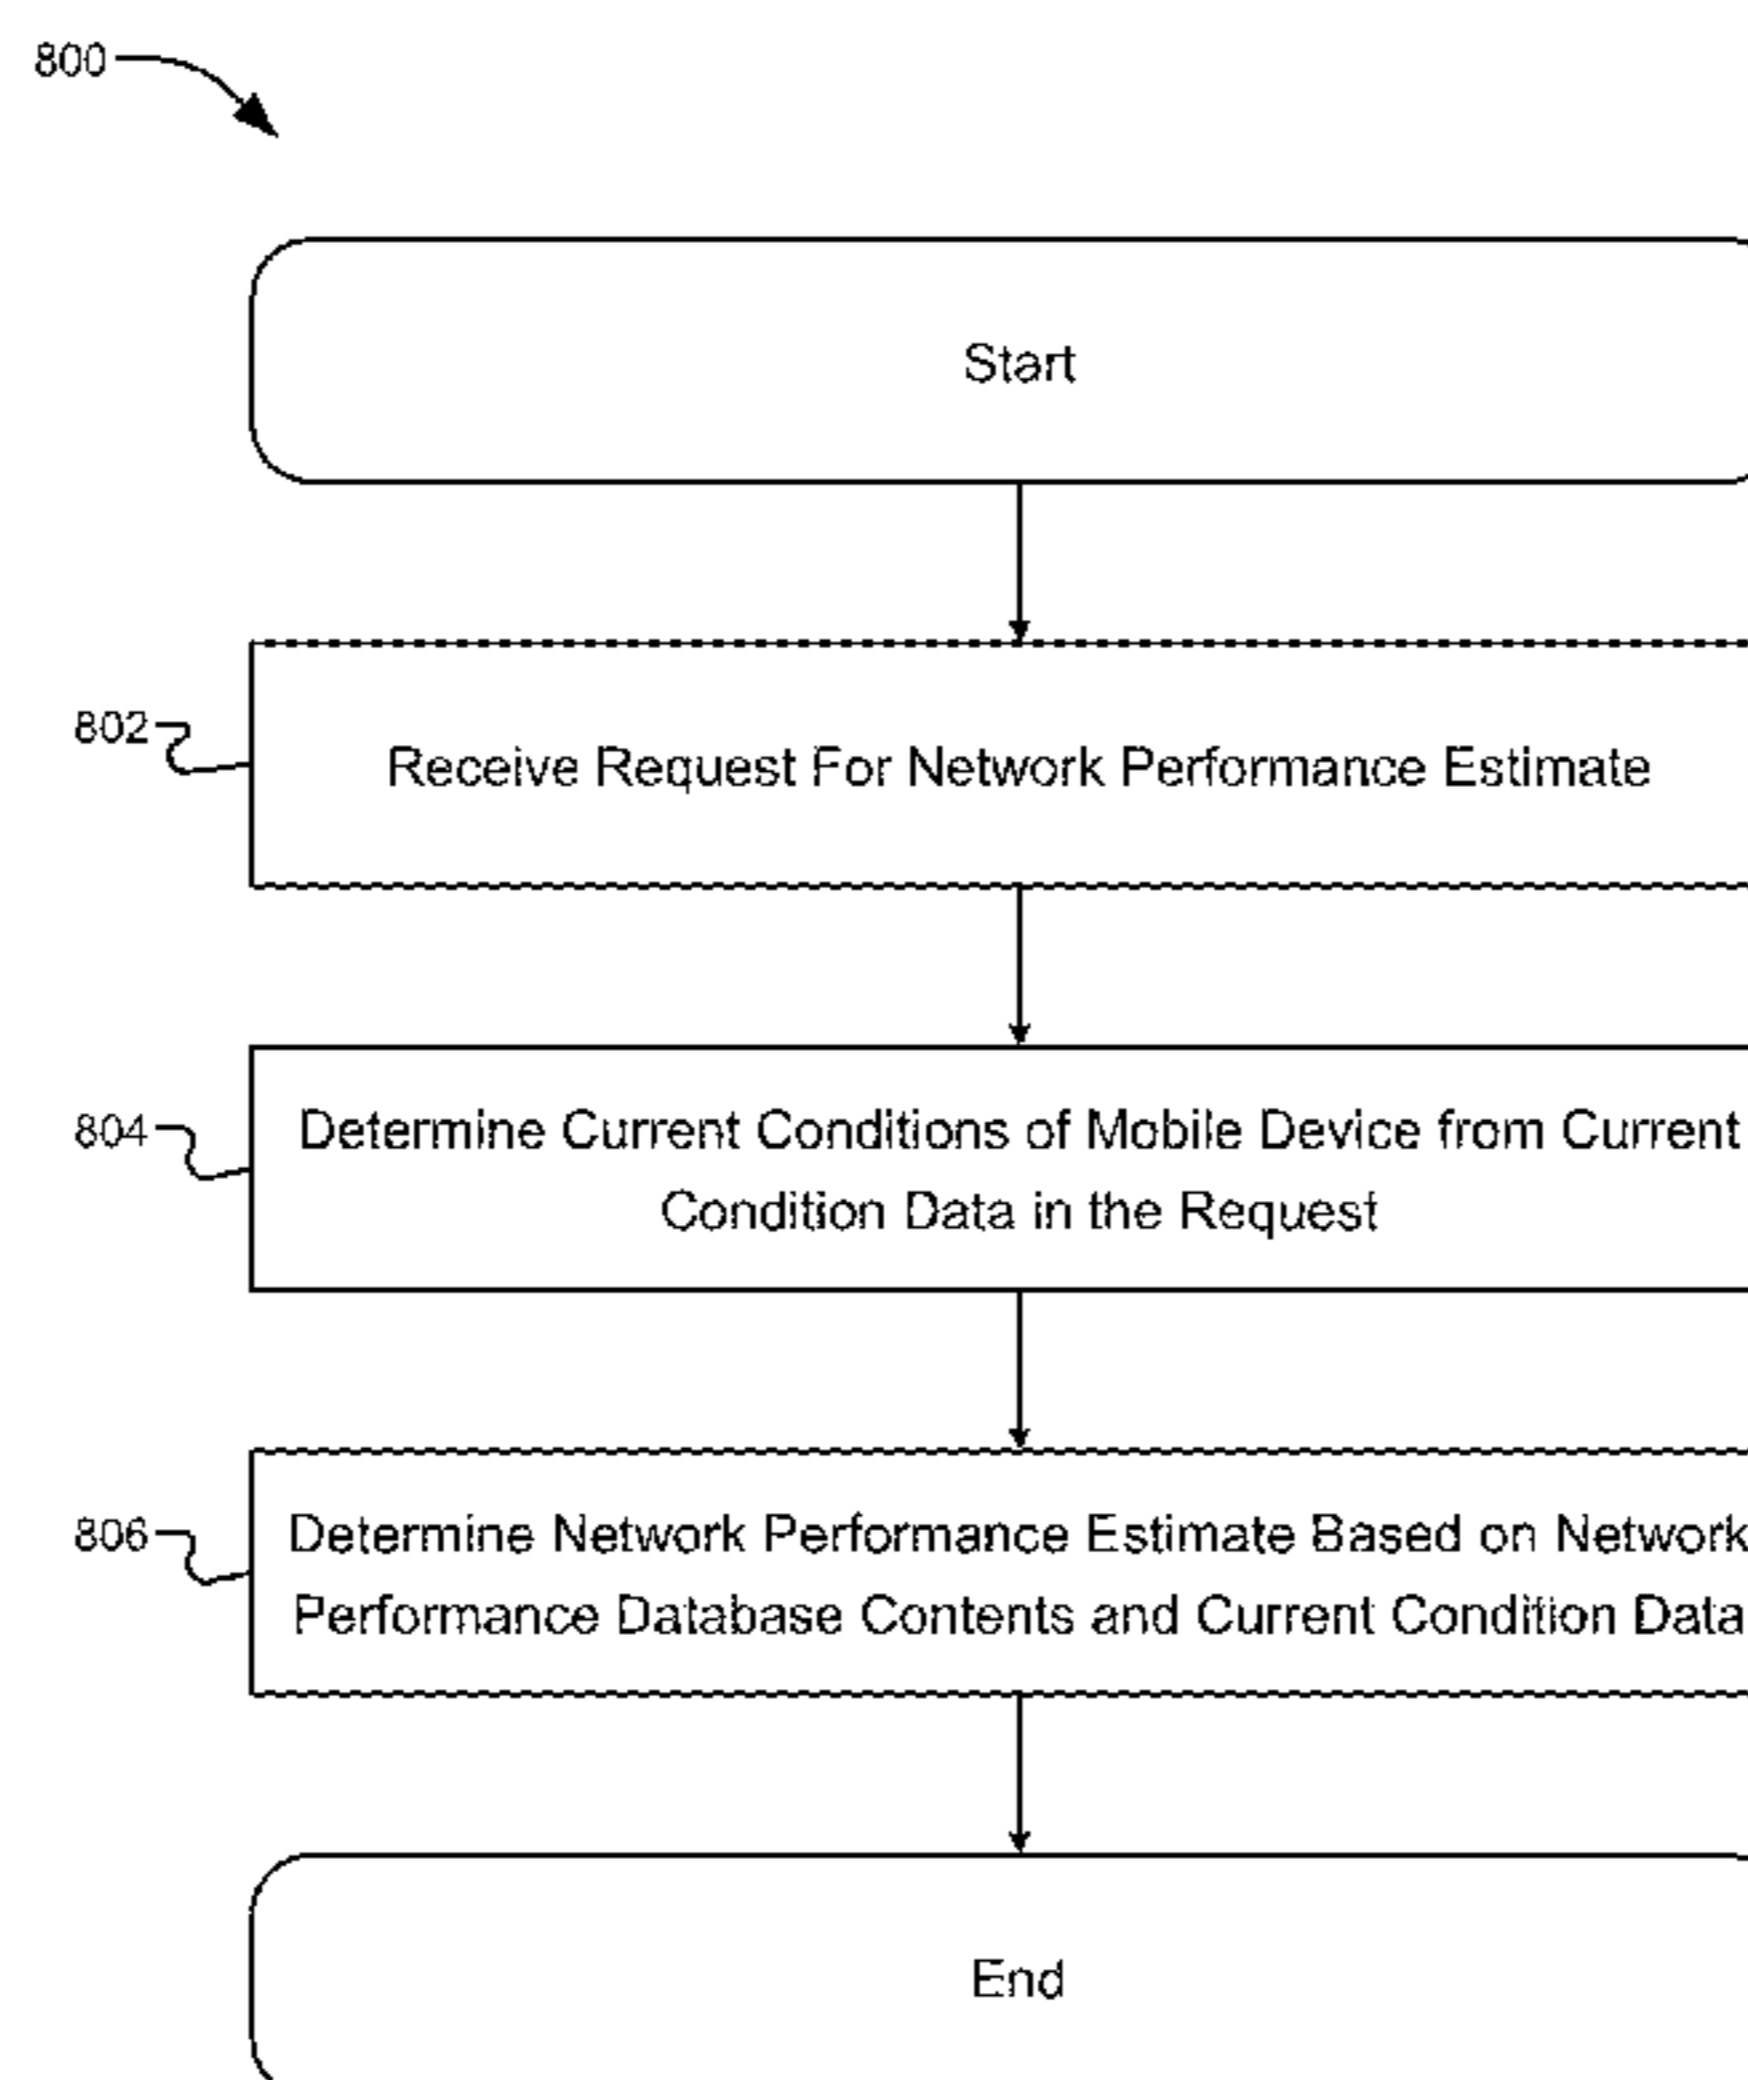 800
Start
802
Receive Request For Network Performance Estimate
804
Determine Current Conditions of Mobile Device from Current
Condition Data in the Request
806
Determine Network Performance Estimate Based on Network
Performance Database Contents and Current Condition Data
End